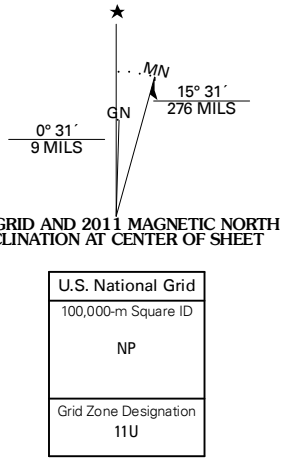 MN
GN
15° 31´
276 MILS
0° 31´
9 MILS
GRID AND 2011 MAGNETIC NORTH
CLINATION AT CENTER OF SHEET
U.S. National Grid
100,000-m Square ID
NP
Grid Zone Designation
11U